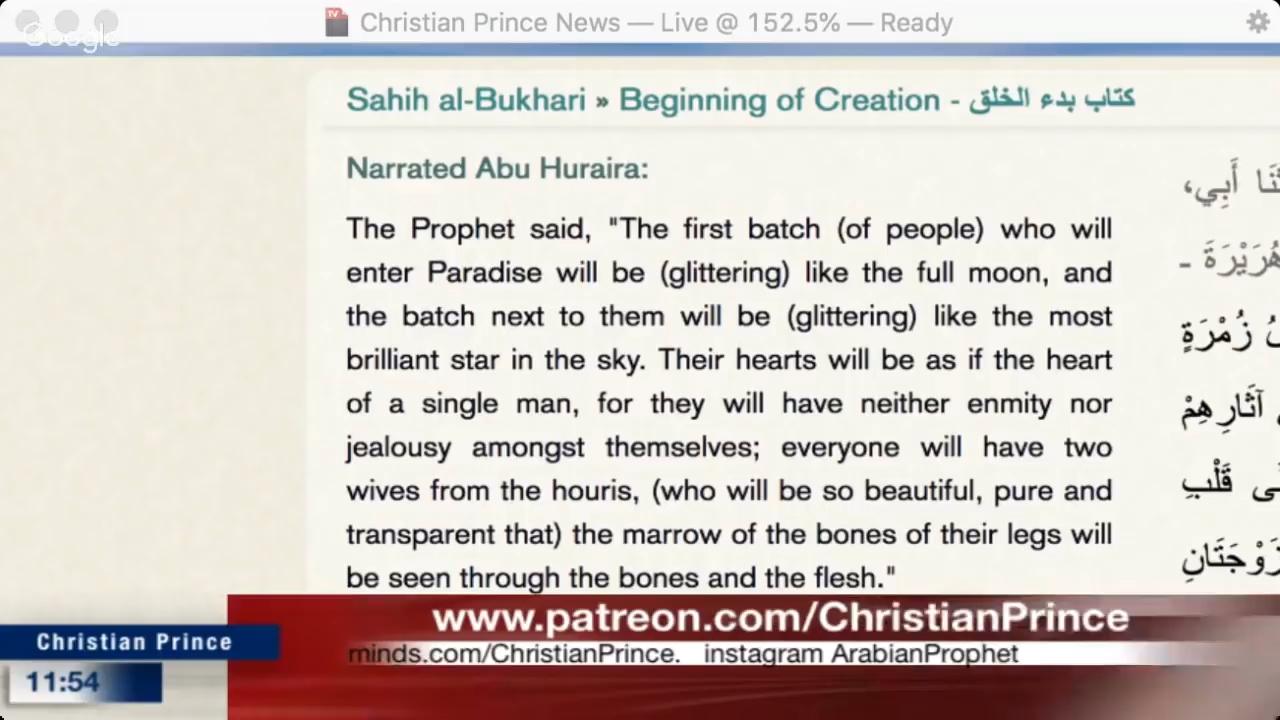 Christian Prince News — Live @ 152.5% — Ready
Google
Sahih al-Bukhari » Beginning of Creation - كتاب بدء الخلق
Narrated Abu Huraira:
The Prophet said, "The first batch (of people) who will
enter Paradise will be (glittering) like the full moon, and
the batch next to them will be (glittering) like the most
brilliant star in the sky. Their hearts will be as if the heart
of a single man, for they will have neither enmity nor
jealousy amongst themselves; everyone will have two
wives from the houris, (who will be so beautiful, pure and
transparent that) the marrow of the bones of their legs will
be seen through the bones and the flesh."
أَبِي،
هُرَيْرَةَ ـ
زُمْرَةٍ
آثَارِهِمْ
قَلْبِ
زَوْجَتَانِ
www.patreon.com/ChristianPrince
Christian Prince
minds.com/ChristianPrince. instagram ArabianProphet
11:54